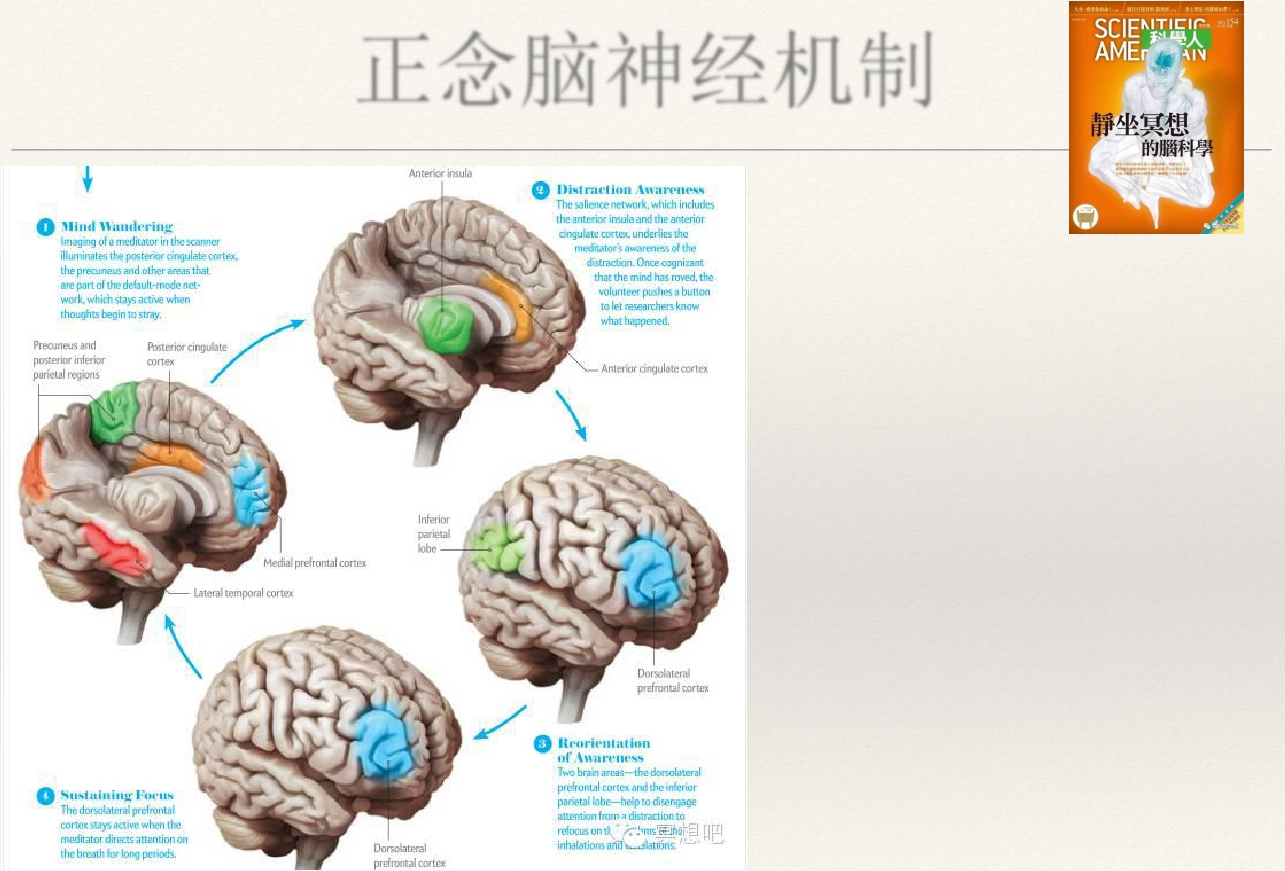 正念脑神经机制
SCIENTIFIC
AMERICAN
科學人
靜坐冥想
的腦科學
1 Mind Wandering
Imaging of a meditator in the scanner
illuminates the posterior cingulate cortex,
the precuneus and other areas that
are part of the default-mode net-
work, which stays active when
thoughts begin to stray.
Anterior insula
2 Distraction Awareness
The salience network, which includes
the anterior insula and the anterior
cingulate cortex, underlies the
meditator's awareness of the
distraction. Once cognizant
that the mind has roved, the
volunteer pushes a button
to let researchers know
what happened.
Anterior cingulate cortex
Precuneus and
posterior inferior
parietal regions
Posterior cingulate
cortex
Medial prefrontal cortex
Lateral temporal cortex
Inferior
parietal
lobe
Dorsolateral
prefrontal cortex
3 Reorientation
of Awareness
Two brain areas—the dorsolateral
prefrontal cortex and the inferior
parietal lobe—help to disengage
attention from a distraction to
refocus on
inhalations and
冥想吧
4 Sustaining Focus
The dorsolateral prefrontal
cortex stays active when the
meditator directs attention on
the breath for long periods.
Dorsolateral
prefrontal cortex